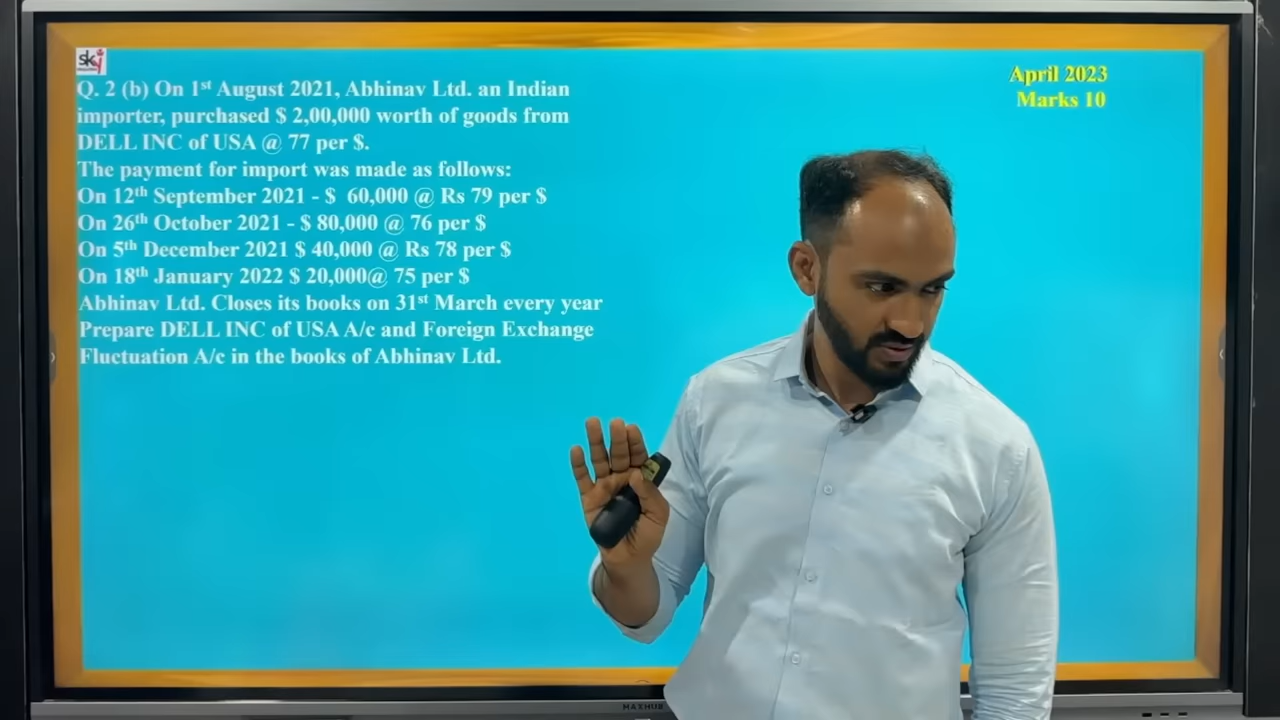 sky
April 2023
Marks 10
Q. 2 (b) On 1st August 2021, Abhinav Ltd. an Indian
importer, purchased $ 2,00,000 worth of goods from
DELL INC of USA @ 77 per $.
The payment for import was made as follows:
On 12th September 2021 - $ 60,000 @ Rs 79 per $
On 26th October 2021 - $ 80,000 @ 76 per $
On 5th December 2021 $ 40,000 @ Rs 78 per $
On 18th January 2022 $ 20,000@ 75 per $
Abhinav Ltd. Closes its books on 31st March every year
Prepare DELL INC of USA A/c and Foreign Exchange
Fluctuation A/c in the books of Abhinav Ltd.
MAXHUB